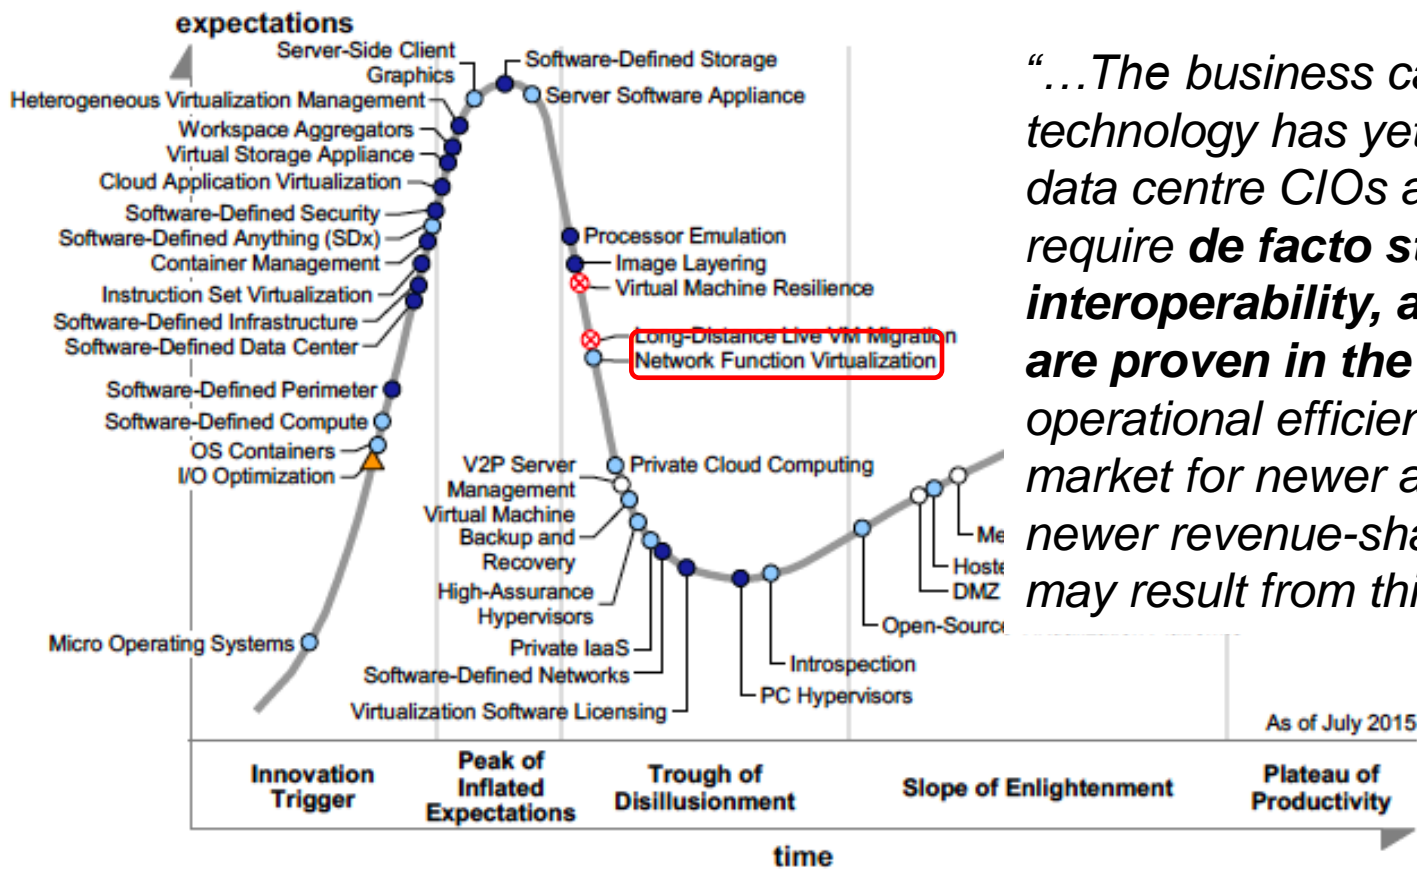 expectations
Server-Side Client
Graphics
Software-Defined Storage
Heterogeneous Virtualization Management
Server Software Appliance
Workspace Aggregators
Virtual Storage Appliance
Cloud Application Virtualization
Software-Defined Security
Software-Defined Anything (SDx)
Container Management
Instruction Set Virtualization
Software-Defined Infrastructure
Software-Defined Data Center
Software-Defined Perimeter
Software-Defined Compute
OS Containers
I/O Optimization
Micro Operating Systems
Processor Emulation
Image Layering
Virtual Machine Resilience
Long-Distance Live VM Migration
Network Function Virtualization
Private Cloud Computing
V2P Server
Management
Virtual Machine
Backup and
Recovery
High-Assurance
Hypervisors
Private IaaS
Software-Defined Networks
Virtualization Software Licensing
PC Hypervisors
Introspection
Open-Source
DMZ
“…The business
technology has yet
data centre CIOs
require de facto
interoperability,
are proven in the
operational
market for newer
newer
may result from
As of July 2015
Innovation
Trigger
Peak of
Inflated
Expectations
Trough of
Disillusionment
Slope of Enlightenment
Plateau of
Productivity
time